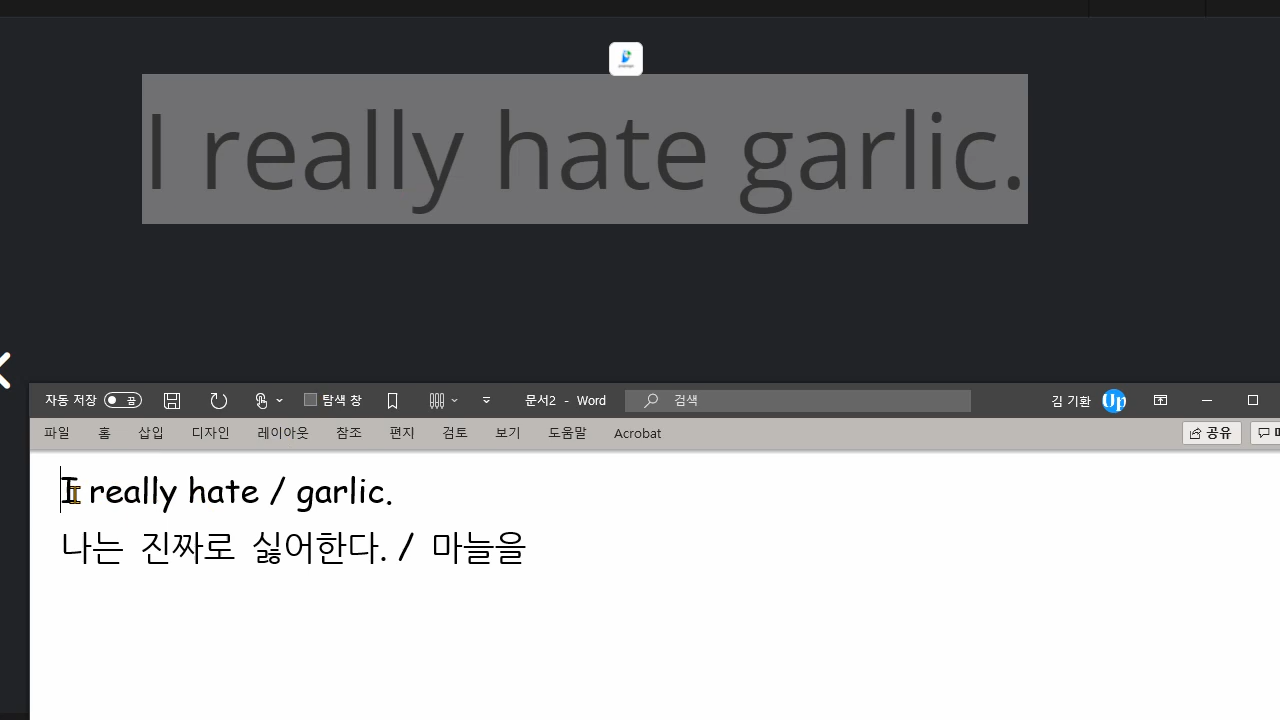 I really hate garlic.
자동 저장 끔 탐색 창 문서2 - Word 검색 김 기환 Up
파일 홈 삽입 디자인 레이아웃 참조 편지 검토 보기 도움말 Acrobat 공유
I really hate / garlic.
나는 진짜로 싫어한다. / 마늘을